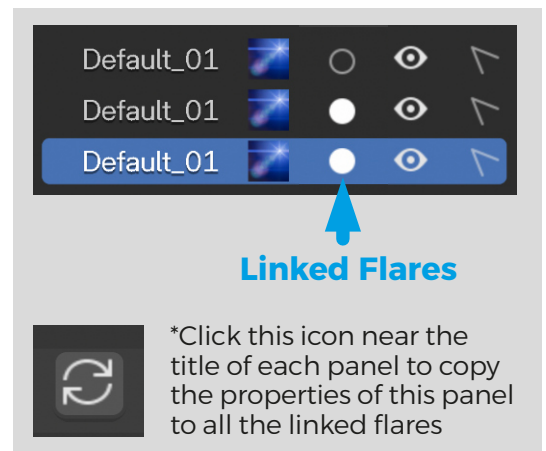 Default_01
Default_01
Default_01
Linked Flares
*Click this icon near the
title of each panel to copy
the properties of this panel
to all the linked flares